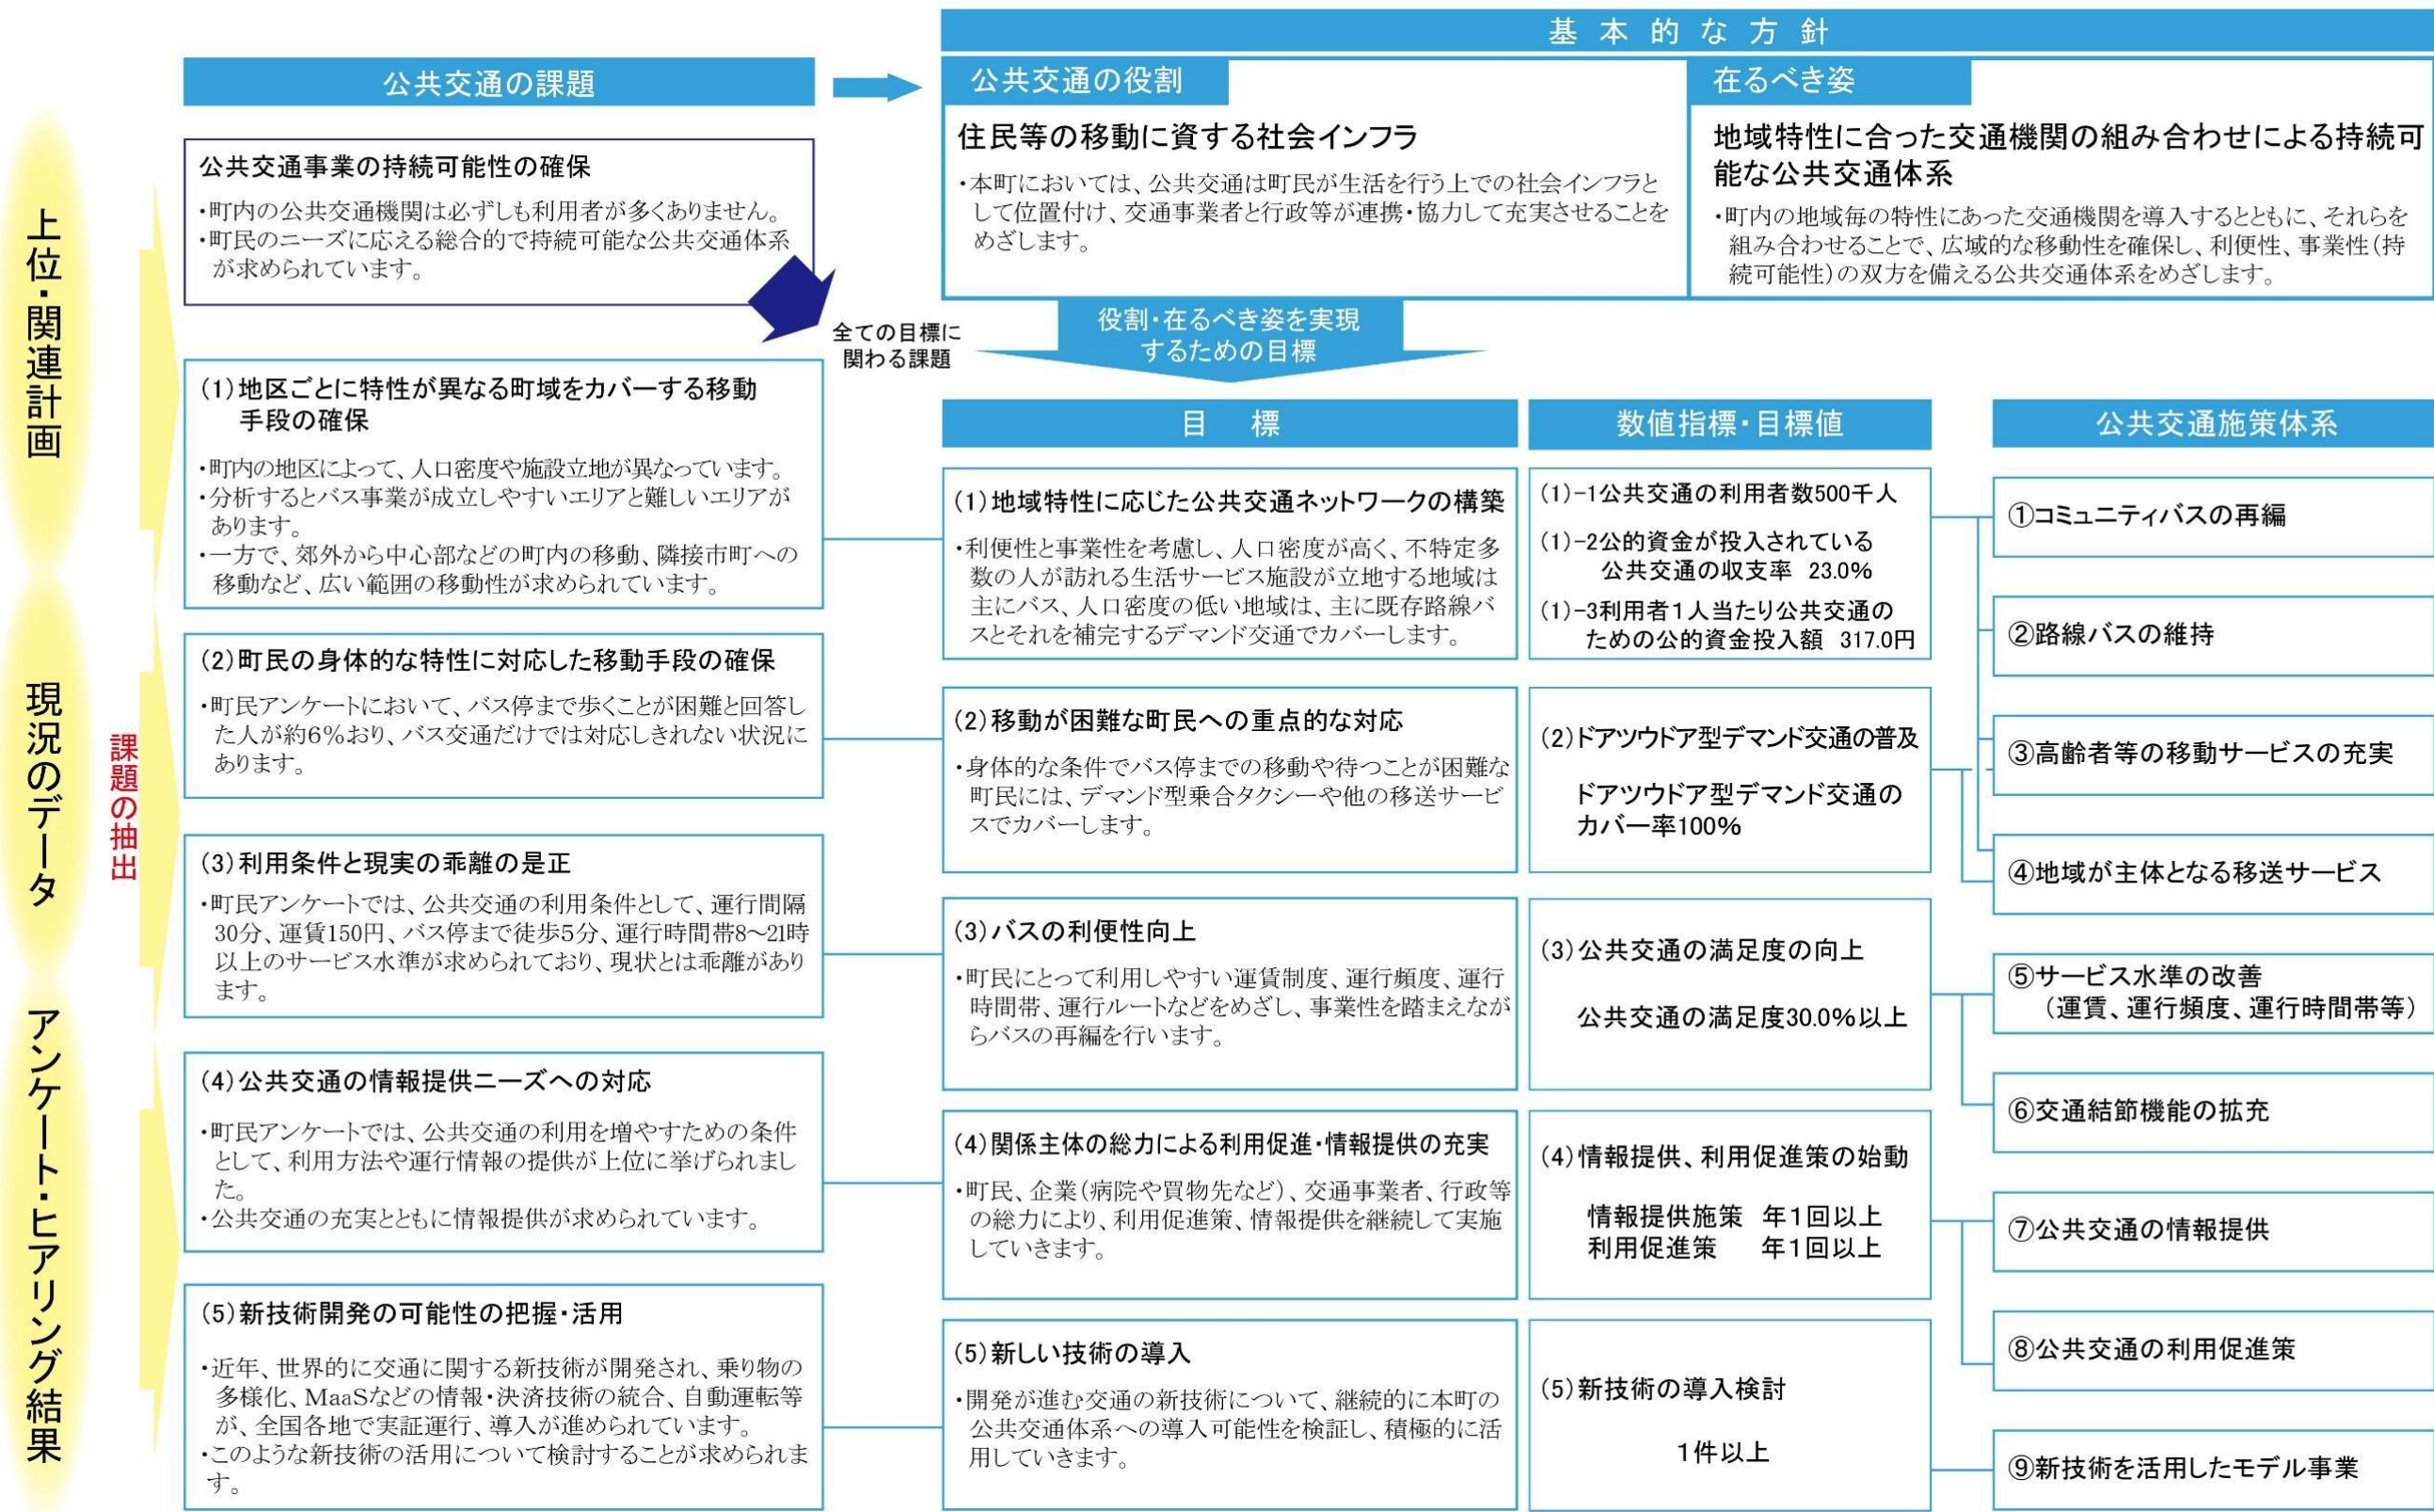 上位・関連計画
現況のデータ
アンケート・ヒアリング結果
課題の抽出
公共交通の課題
公共交通事業の持続可能性の確保
・町内の公共交通機関は必ずしも利用者が多くありません。
・町民のニーズに応える総合的で持続可能な公共交通体系
が求められています。
全ての目標に
関わる課題
(1)地区ごとに特性が異なる町域をカバーする移動
手段の確保
・町内の地区によって、人口密度や施設立地が異なっています。
・分析するとバス事業が成立しやすいエリアと難しいエリアが
あります。
・一方で、郊外から中心部などの町内の移動、隣接市町への
移動など、広い範囲の移動性が求められています。
(2)町民の身体的な特性に対応した移動手段の確保
・町民アンケートにおいて、バス停まで歩くことが困難と回答し
た人が約6%おり、バス交通だけでは対応しきれない状況に
あります。
(3)利用条件と現実の乖離の是正
・町民アンケートでは、公共交通の利用条件として、運行間隔
30分、運賃150円、バス停まで徒歩5分、運行時間帯8~21時
以上のサービス水準が求められており、現状とは乖離があり
ます。
(4)公共交通の情報提供ニーズへの対応
・町民アンケートでは、公共交通の利用を増やすための条件
として、利用方法や運行情報の提供が上位に挙げられまし
た。
・公共交通の充実とともに情報提供が求められています。
(5)新技術開発の可能性の把握・活用
・近年、世界的に交通に関する新技術が開発され、乗り物の
多様化、MaaSなどの情報・決済技術の統合、自動運転等
が、全国各地で実証運行、導入が進められています。
・このような新技術の活用について検討することが求められま
す。
基本的な方針
公共交通の役割
住民等の移動に資する社会インフラ
・本町においては、公共交通は町民が生活を行う上での社会インフラと
して位置付け、交通事業者と行政等が連携・協力して充実させることを
めざします。
在るべき姿
地域特性に合った交通機関の組み合わせによる持続可
能な公共交通体系
・町内の地域毎の特性にあった交通機関を導入するとともに、それらを
組み合わせることで、広域的な移動性を確保し、利便性、事業性(持
続可能性)の双方を備える公共交通体系をめざします。
役割・在るべき姿を実現
するための目標
目 標
(1)地域特性に応じた公共交通ネットワークの構築
・利便性と事業性を考慮し、人口密度が高く、不特定多
数の人が訪れる生活サービス施設が立地する地域は
主にバス、人口密度の低い地域は、主に既存路線バ
スとそれを補完するデマンド交通でカバーします。
(2)移動が困難な町民への重点的な対応
・身体的な条件でバス停までの移動や待つことが困難な
町民には、デマンド型乗合タクシーや他の移送サービ
スでカバーします。
(3)バスの利便性向上
・町民にとって利用しやすい運賃制度、運行頻度、運行
時間帯、運行ルートなどをめざし、事業性を踏まえなが
らバスの再編を行います。
(4)関係主体の総力による利用促進・情報提供の充実
・町民、企業(病院や買物先など)、交通事業者、行政等
の総力により、利用促進策、情報提供を継続して実施
していきます。
(5)新しい技術の導入
・開発が進む交通の新技術について、継続的に本町の
公共交通体系への導入可能性を検証し、積極的に活
用していきます。
数値指標・目標値
(1)-1公共交通の利用者数500千人
(1)-2公的資金が投入されている
公共交通の収支率 23.0%
(1)-3利用者1人当たり公共交通の
ための公的資金投入額 317.0円
(2)ドアツウドア型デマンド交通の普及
ドアツウドア型デマンド交通の
カバー率100%
(3)公共交通の満足度の向上
公共交通の満足度30.0%以上
(4)情報提供、利用促進策の始動
情報提供施策 年1回以上
利用促進策 年1回以上
(5)新技術の導入検討
1件以上
公共交通施策体系
①コミュニティバスの再編
②路線バスの維持
③高齢者等の移動サービスの充実
④地域が主体となる移送サービス
⑤サービス水準の改善
(運賃、運行頻度、運行時間帯等)
⑥交通結節機能の拡充
⑦公共交通の情報提供
⑧公共交通の利用促進策
⑨新技術を活用したモデル事業